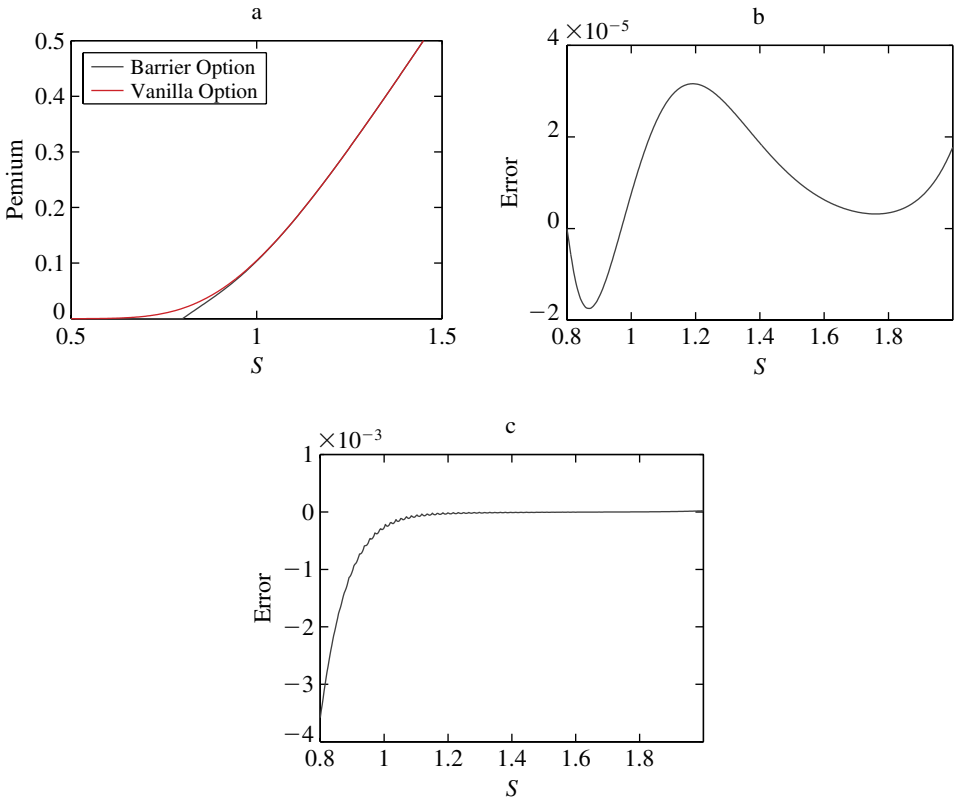 a
0.5
0.4
0.3
0.2
0.1
0
Pemium
Barrier Option
Vanilla Option
0.5 1 1.5
S
b
4 ×10⁻⁵
2
0
−2
Error
0.8 1 1.2 1.4 1.6 1.8
S
c
1 ×10⁻³
0
−1
−2
−3
−4
Error
0.8 1 1.2 1.4 1.6 1.8
S